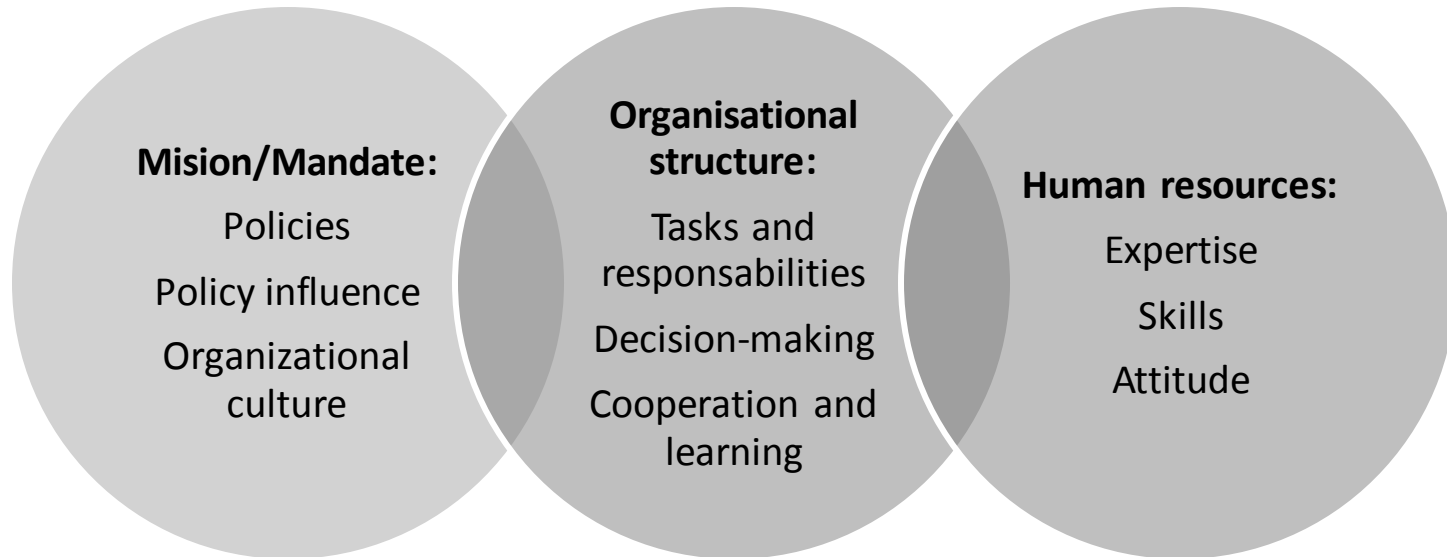 Mision/Mandate:
Policies
Policy influence
Organizational
culture
Organisational
structure:
Tasks and
responsabilities
Decision-making
Cooperation and
learning
Human resources:
Expertise
Skills
Attitude